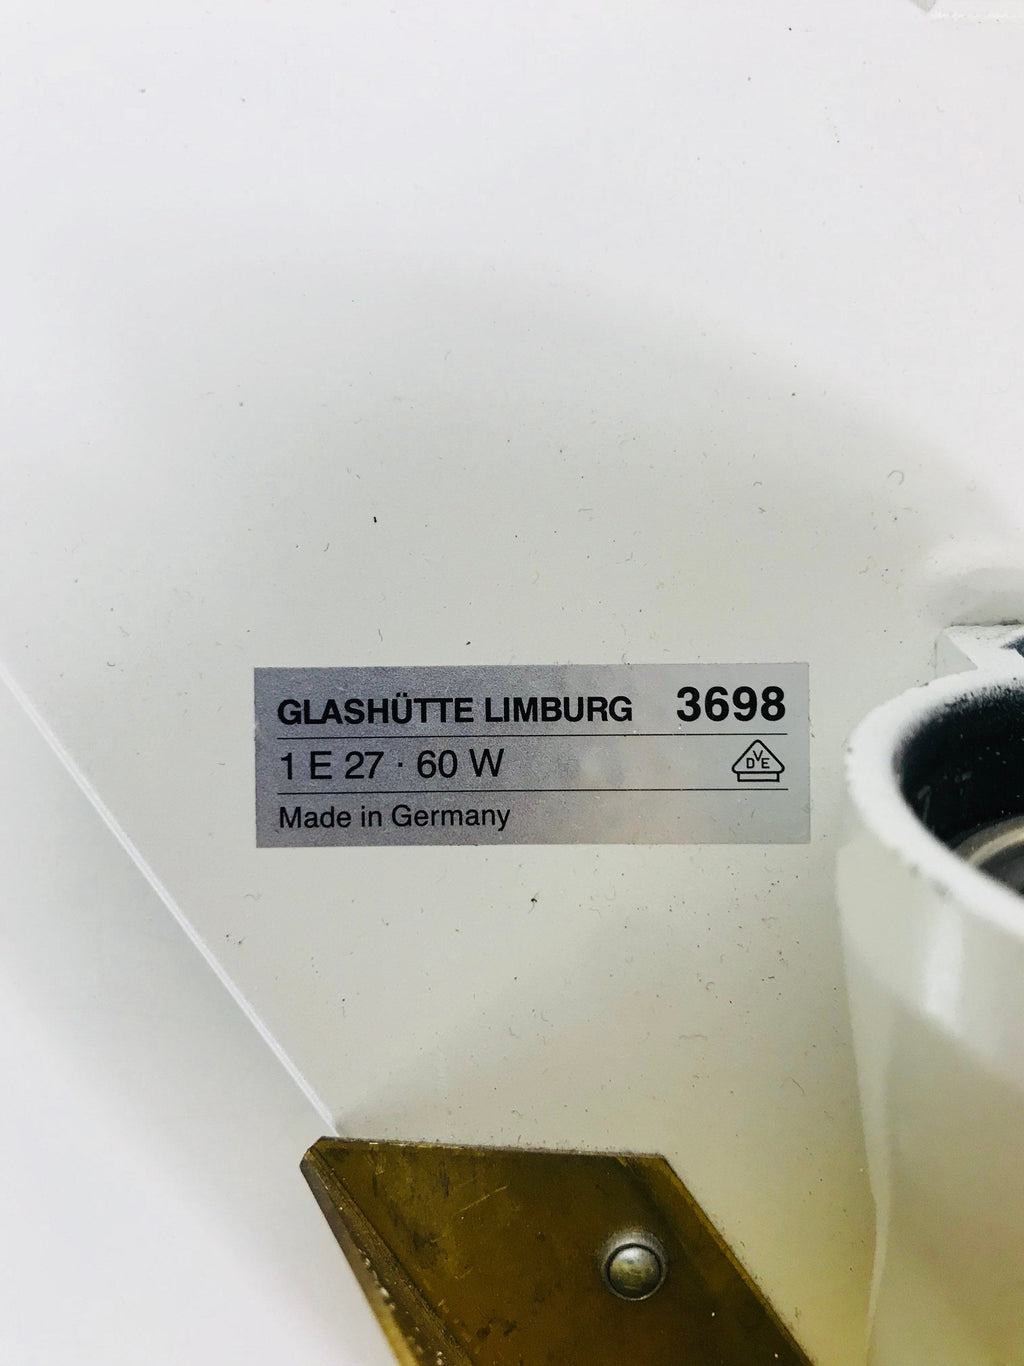 GLASHÜTTE LIMBURG 3698
1 E 27 · 60 W
DVE
Made in Germany